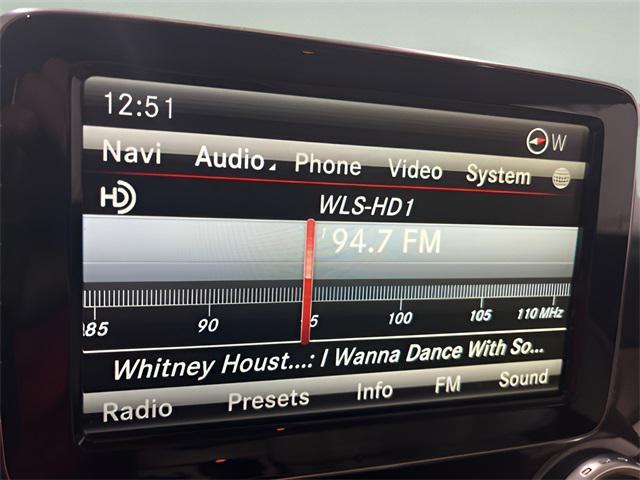 12:51
W
Navi Audio Phone Video System
HD WLS-HD1
94.7 FM
85 90 5 100 105 110 MHz
Whitney Houst...: I Wanna Dance With So...
Radio Presets Info FM Sound